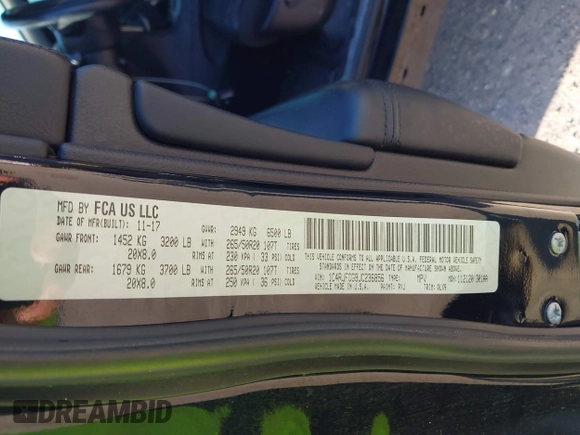 MFD BY FCA US LLC
DATE OF MFR(BUILT): 11-17
GVWR: 2949 KG 6500 LB
GAWR FRONT: 1452 KG 3200 LB WITH 265/50R20 107T TIRES
20X8.0 RIMS AT 230 KPA ( 33 PSI) COLD
GAWR REAR: 1679 KG 3700 LB WITH 265/50R20 107T TIRES
20X8.0 RIMS AT 250 KPA ( 36 PSI) COLD
THIS VEHICLE CONFORMS TO ALL APPLICABLE U.S.A. FEDERAL MOTOR VEHICLE SAFETY
STANDARDS IN EFFECT ON THE DATE OF MANUFACTURE SHOWN ABOVE.
VIN: TYPE: MPV
VEHICLE MADE IN U.S.A. PAINT: TRIM:
DREAMBID